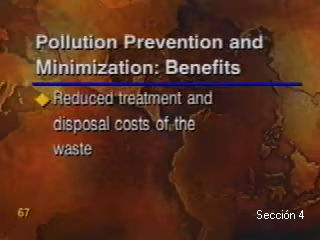 Pollution Prevention and
Minimization: Benefits
Reduced treatment and
disposal costs of the
waste
67
Sección 4